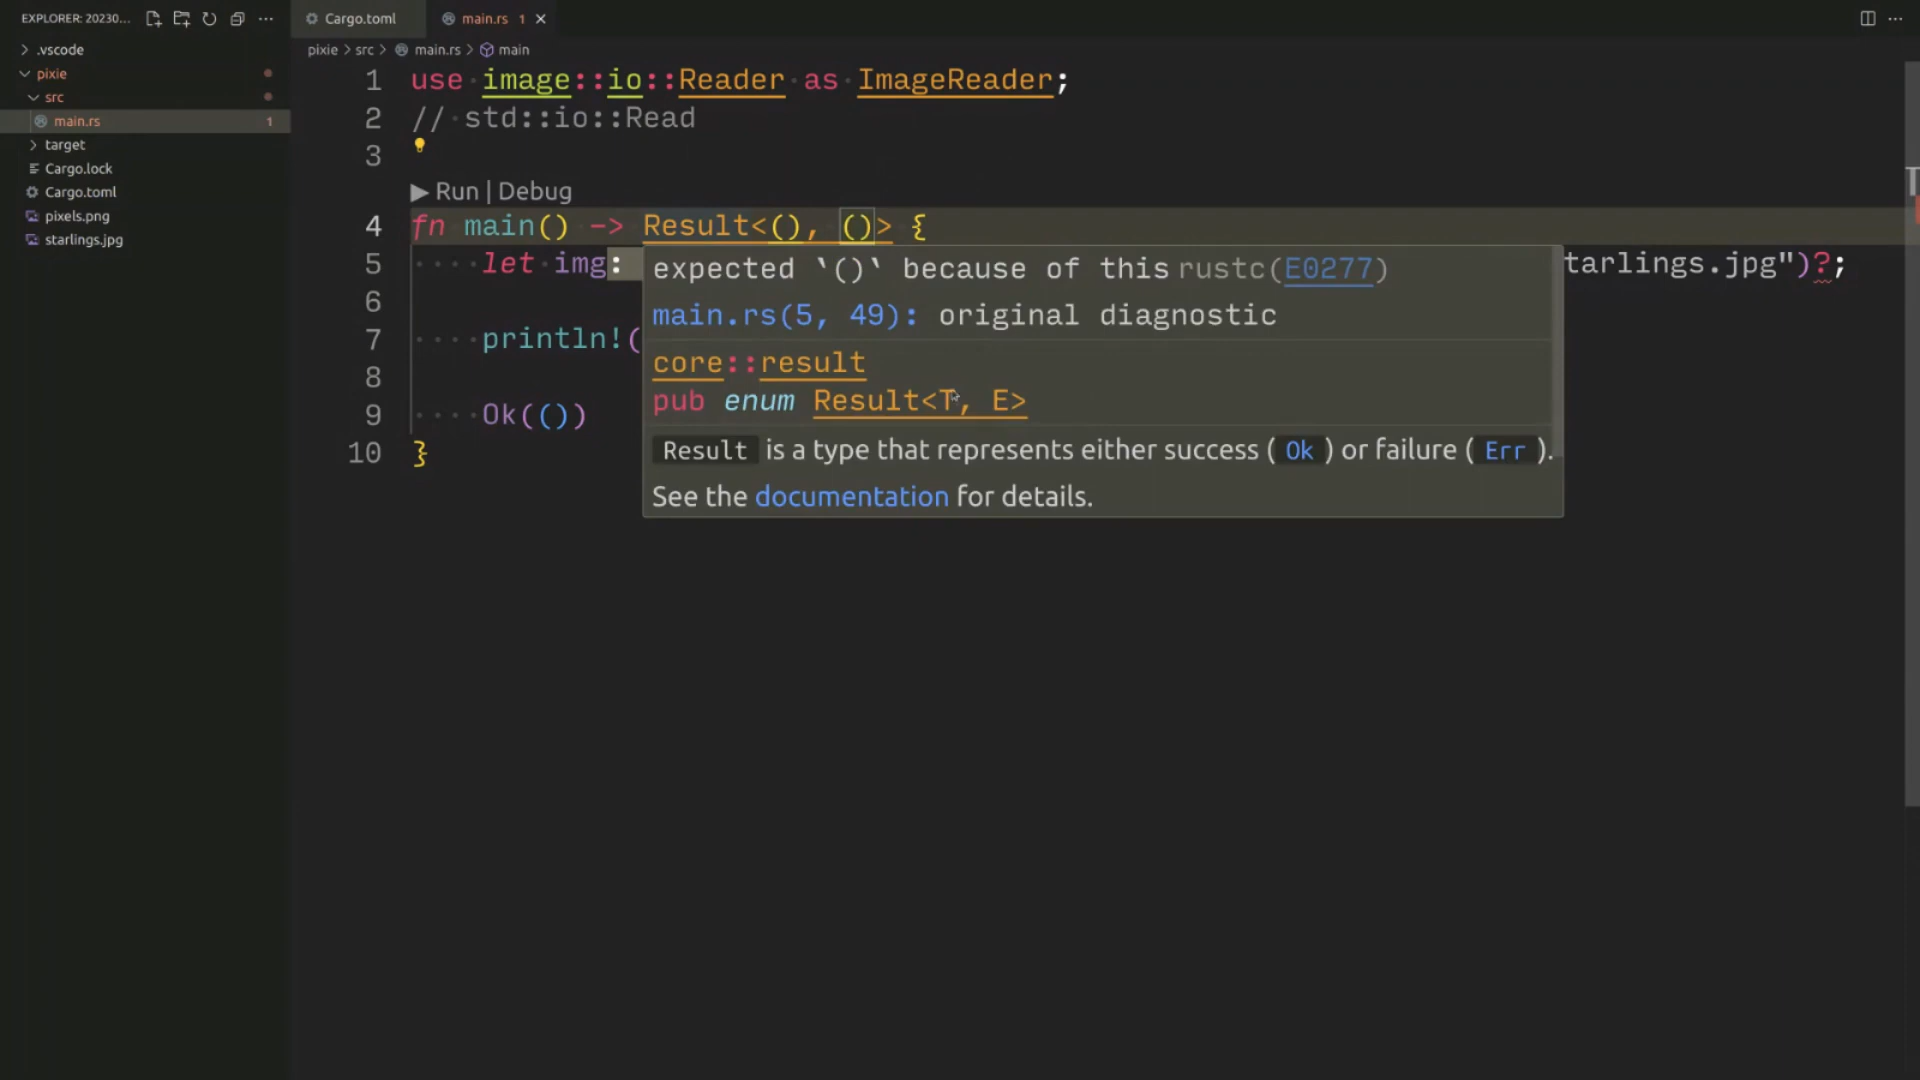 EXPLORER: 20230...
Cargo.toml
main.rs 1
pixie > src > main.rs > main
.vscode
pixie
src
main.rs 1
target
Cargo.lock
Cargo.toml
pixels.png
starlings.jpg
1 use image::io::Reader as ImageReader;
2 // std::io::Read
3
Run | Debug
4 fn main() -> Result<(), ()> {
5 let img: tarlings.jpg")?;
6
7 println!(
8
9 Ok(())
10 }
expected `()` because of this rustc(E0277)
main.rs(5, 49): original diagnostic
core::result
pub enum Result<T, E>
Result is a type that represents either success ( Ok ) or failure ( Err ).
See the documentation for details.